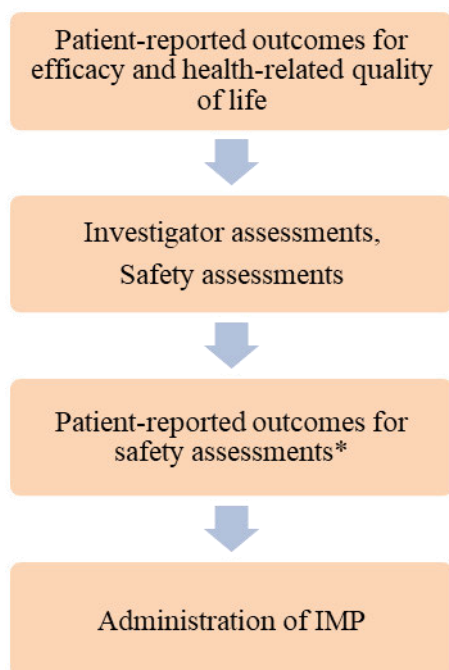 Patient-reported outcomes for
efficacy and health-related quality
of life
Investigator assessments,
Safety assessments
Patient-reported outcomes for
safety assessments*
Administration of IMP